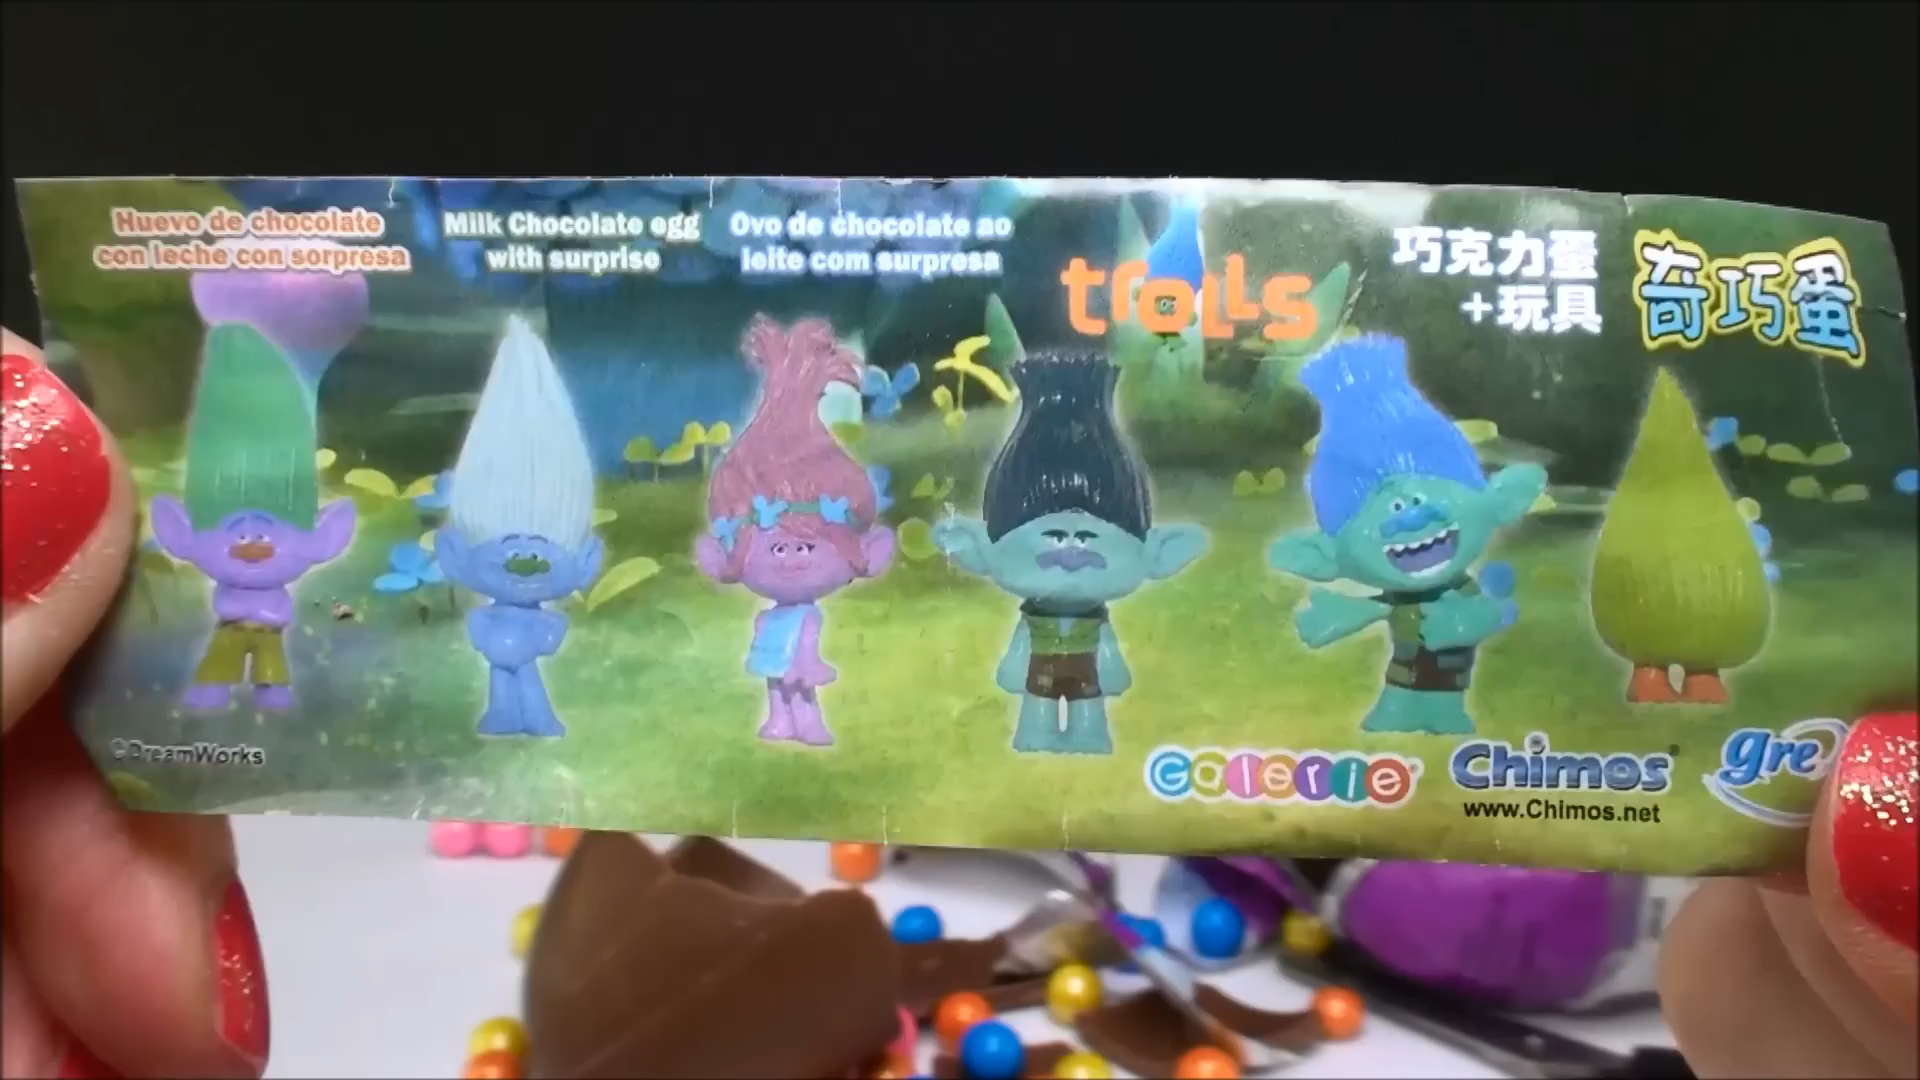 Huevo de chocolate
con leche con sorpresa
Milk Chocolate egg
with surprise
Ovo de chocolate ao
leite com surpresa
trolls
巧克力蛋
+玩具
奇巧蛋
©DreamWorks
Galerie
Chimos
www.Chimos.net
gre